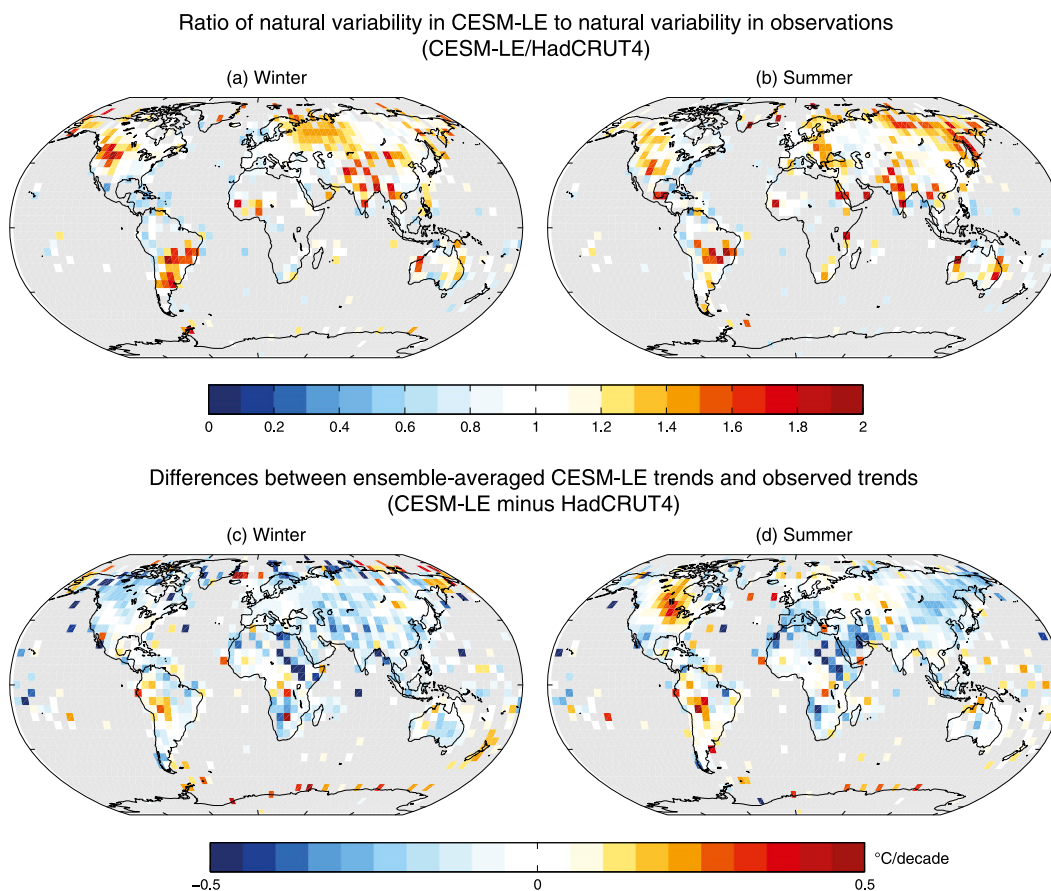 Ratio of natural variability in CESM-LE to natural variability in observations
(CESM-LE/HadCRUT4)
(a) Winter
(b) Summer
0 0.2 0.4 0.6 0.8 1 1.2 1.4 1.6 1.8 2
Differences between ensemble-averaged CESM-LE trends and observed trends
(CESM-LE minus HadCRUT4)
(c) Winter
(d) Summer
°C/decade
−0.5 0 0.5